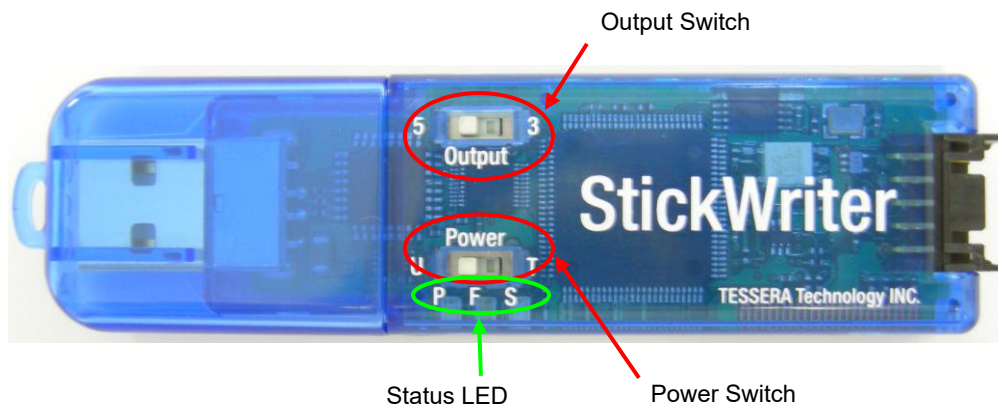 Output Switch
5 3
Output
StickWriter
Power
U T
P F S
TESSERA Technology INC.
Status LED
Power Switch